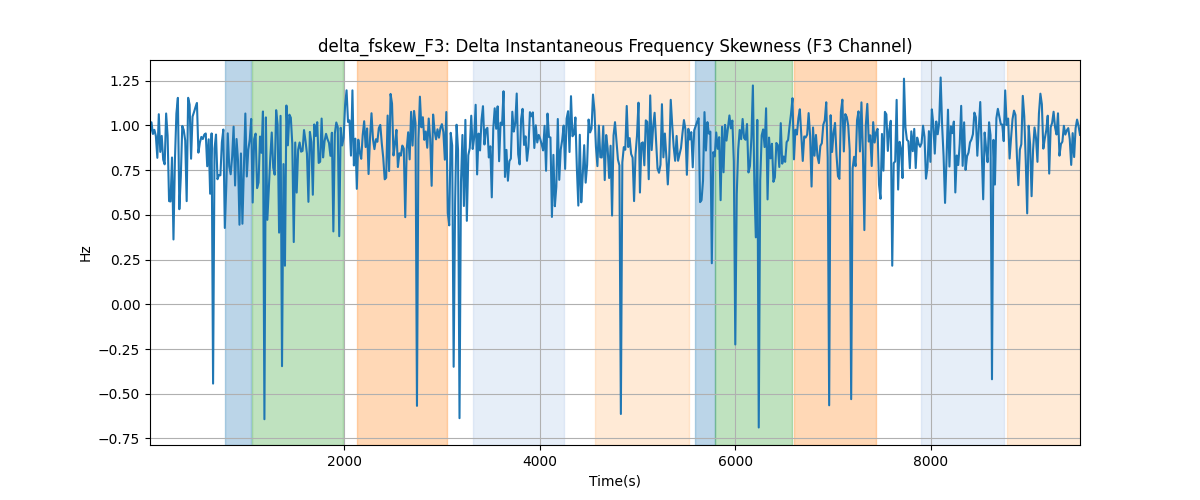 delta_fskew_F3: Delta Instantaneous Frequency Skewness (F3 Channel)
1.25
1.00
0.75
0.50
0.25
0.00
−0.25
−0.50
−0.75
Hz
2000 4000 6000 8000
Time(s)